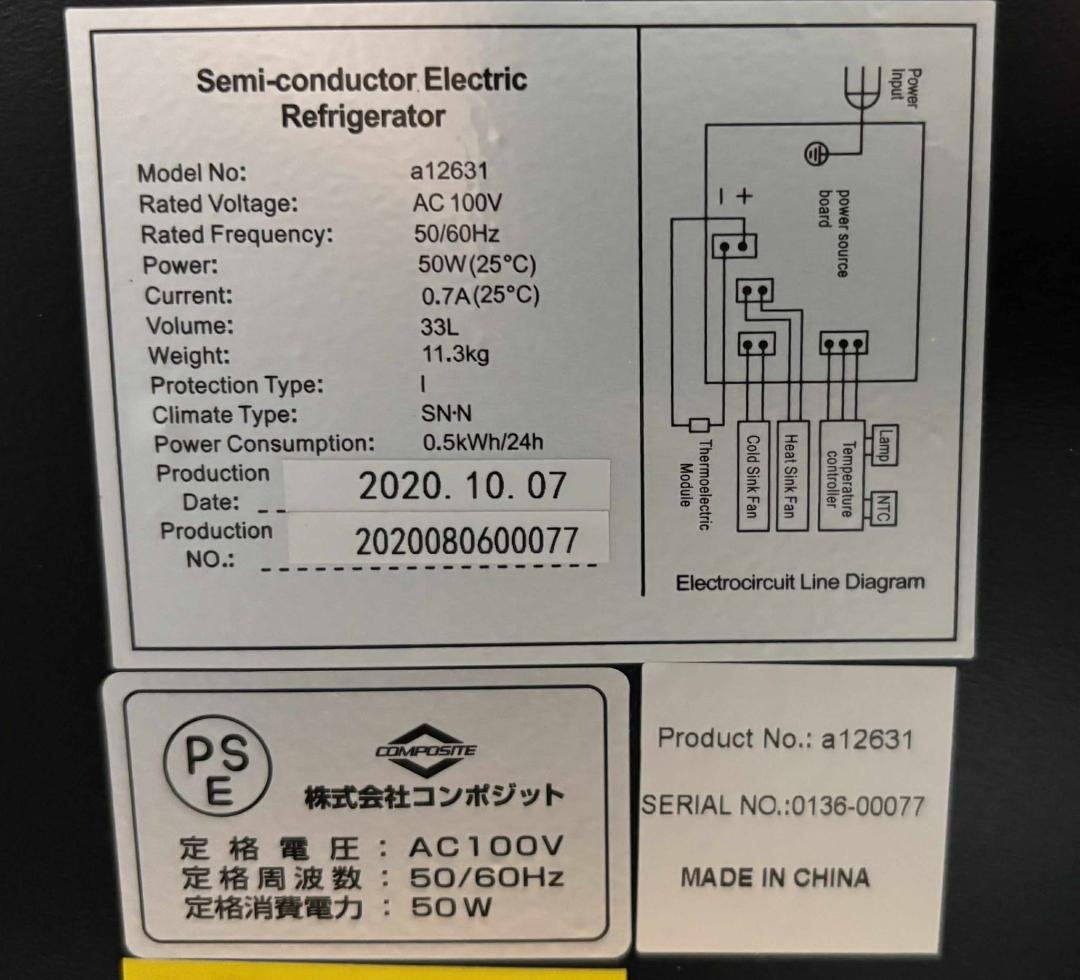 Semi-conductor Electric
Refrigerator
Model No: a12631
Rated Voltage: AC 100V
Rated Frequency: 50/60Hz
Power: 50W(25°C)
Current: 0.7A(25°C)
Volume: 33L
Weight: 11.3kg
Protection Type: I
Climate Type: SN·N
Power Consumption: 0.5kWh/24h
Production
Date: 2020. 10. 07
Production
NO.: 2020080600077
Power
Input
power source
board
− +
Thermoelectric
Module
Cold Sink Fan
Heat Sink Fan
Temperature
controller
Lamp
NTC
Electrocircuit Line Diagram
PS
E
COMPOSITE
株式会社コンポジット
定格電圧 : AC100V
定格周波数 : 50/60Hz
定格消費電力 : 50W
Product No.: a12631
SERIAL NO.:0136-00077
MADE IN CHINA